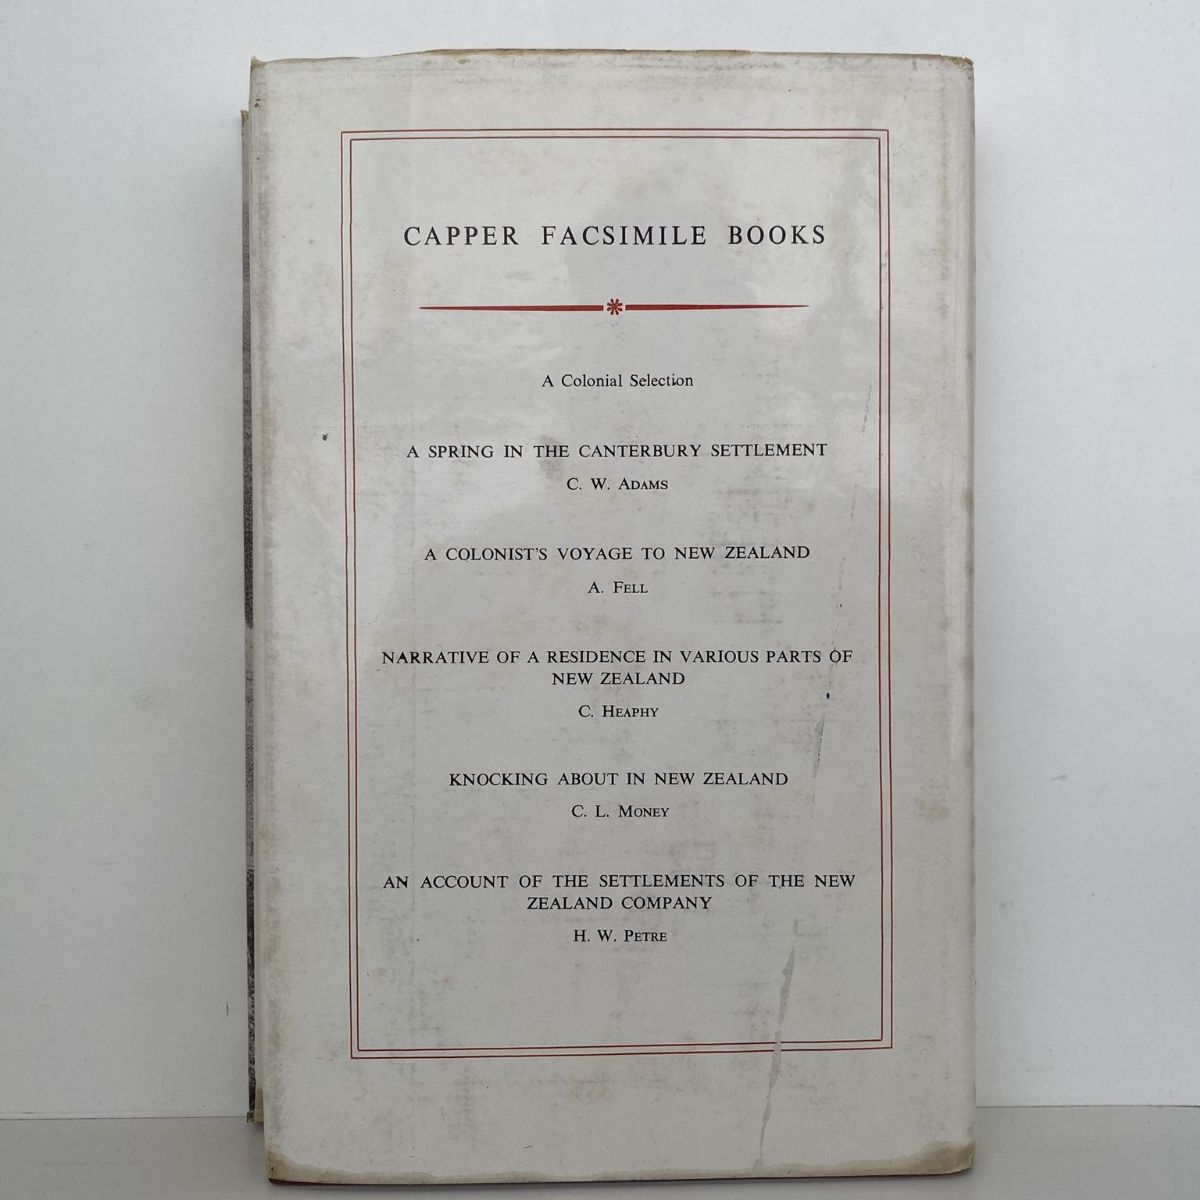 CAPPER FACSIMILE BOOKS
A Colonial Selection
A SPRING IN THE CANTERBURY SETTLEMENT
C. W. ADAMS
A COLONIST'S VOYAGE TO NEW ZEALAND
A. FELL
NARRATIVE OF A RESIDENCE IN VARIOUS PARTS OF
NEW ZEALAND
C. HEAPHY
KNOCKING ABOUT IN NEW ZEALAND
C. L. MONEY
AN ACCOUNT OF THE SETTLEMENTS OF THE NEW
ZEALAND COMPANY
H. W. PETRE